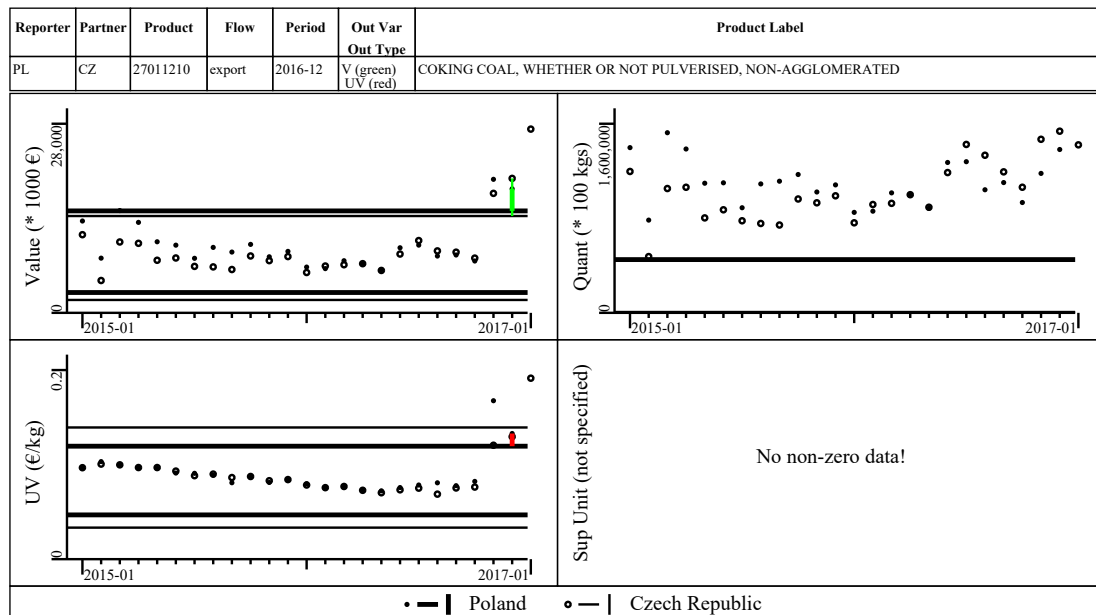 Reporter Partner Product Flow Period Out Var Product Label
Out Type
PL CZ 27011210 export 2016-12 V (green) COKING COAL, WHETHER OR NOT PULVERISED, NON-AGGLOMERATED
UV (red)
Value (* 1000 €)
28,000
0
2015-01 2017-01
Quant (* 100 kgs)
1,600,000
0
2015-01 2017-01
UV (€/kg)
0.2
0
2015-01 2017-01
Sup Unit (not specified)
No non-zero data!
Poland Czech Republic